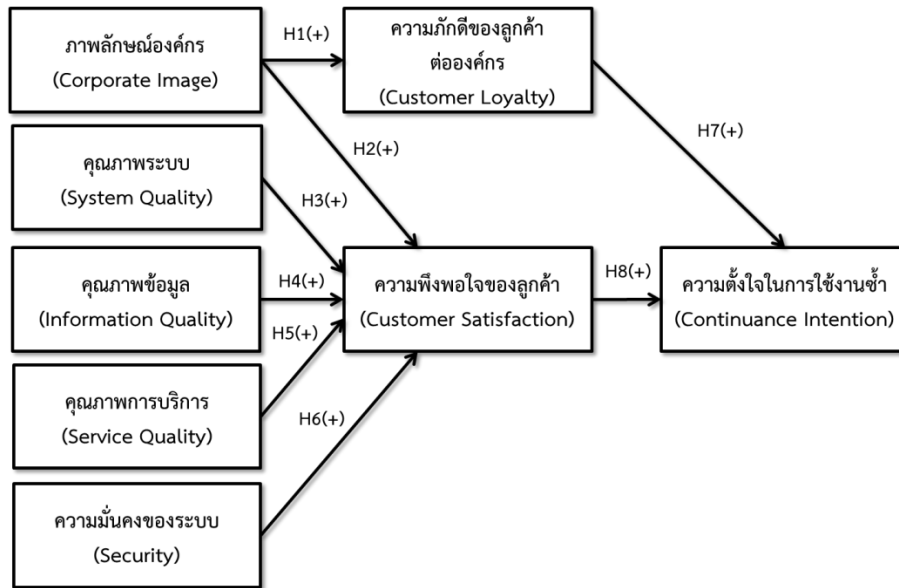 ภาพลักษณ์องค์กร
(Corporate Image)
H1(+)
ความภักดีของลูกค้า
ต่อองค์กร
(Customer Loyalty)
H2(+)
H7(+)
คุณภาพระบบ
(System Quality)
H3(+)
คุณภาพข้อมูล
(Information Quality)
H4(+)
ความพึงพอใจของลูกค้า
(Customer Satisfaction)
H8(+)
ความตั้งใจในการใช้งานซ้ำ
(Continuance Intention)
H5(+)
คุณภาพการบริการ
(Service Quality)
H6(+)
ความมั่นคงของระบบ
(Security)